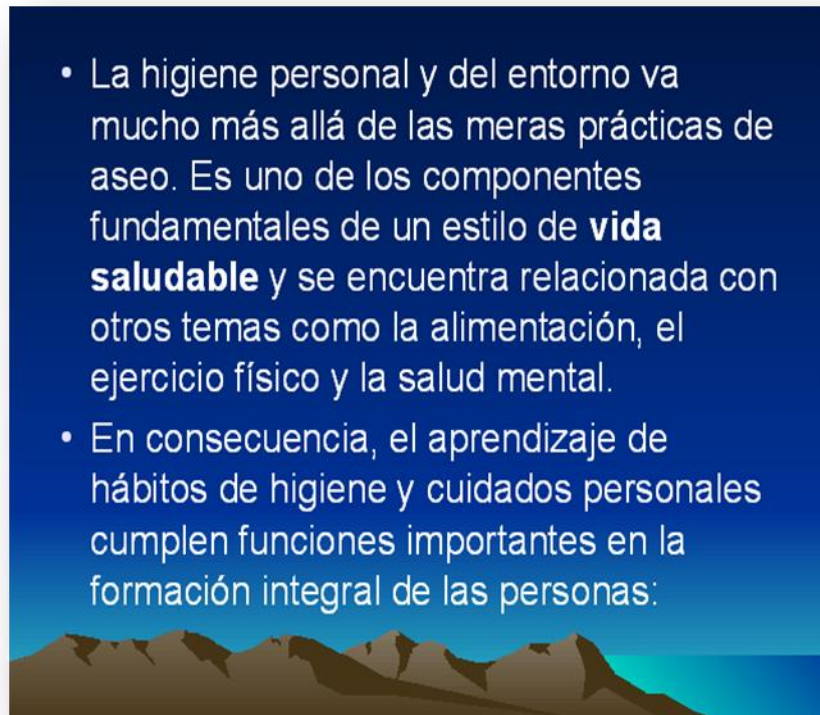 • La higiene personal y del entorno va
mucho más allá de las meras prácticas de
aseo. Es uno de los componentes
fundamentales de un estilo de vida
saludable y se encuentra relacionada con
otros temas como la alimentación, el
ejercicio físico y la salud mental.
• En consecuencia, el aprendizaje de
hábitos de higiene y cuidados personales
cumplen funciones importantes en la
formación integral de las personas: